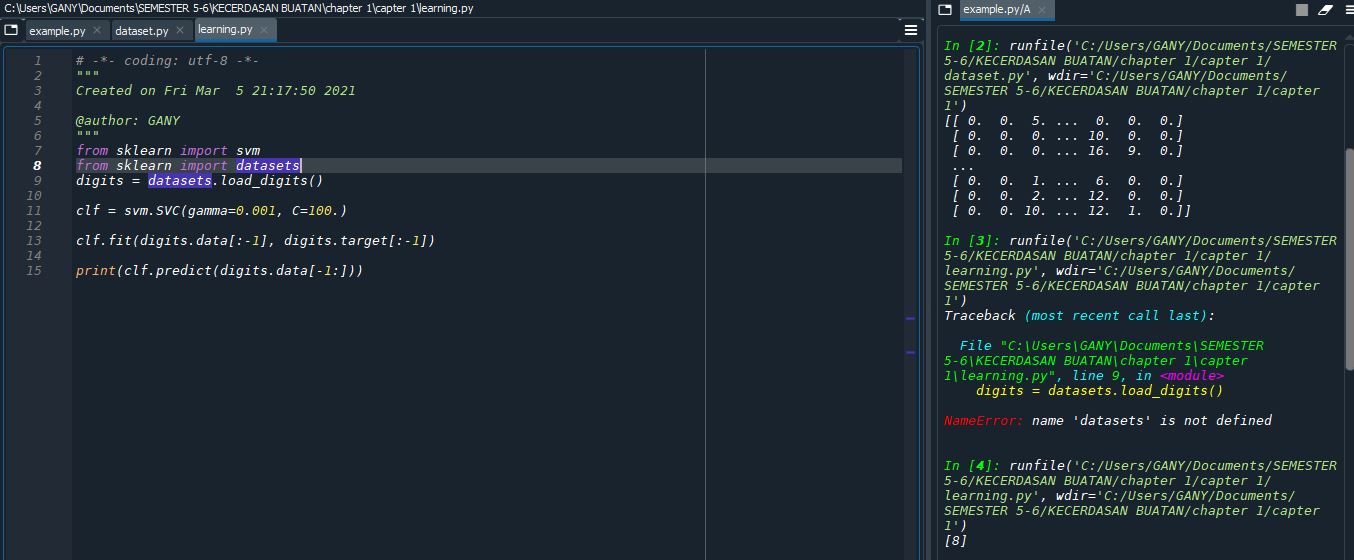 C:\Users\GANY\Documents\SEMESTER 5-6\KECERDASAN BUATAN\chapter 1\capter 1\learning.py
example.py dataset.py learning.py
1 # -*- coding: utf-8 -*-
2 """
3 Created on Fri Mar  5 21:17:50 2021
4
5 @author: GANY
6 """
7 from sklearn import svm
8 from sklearn import datasets
9 digits = datasets.load_digits()
10
11 clf = svm.SVC(gamma=0.001, C=100.)
12
13 clf.fit(digits.data[:-1], digits.target[:-1])
14
15 print(clf.predict(digits.data[-1:]))
example.py/A
In [2]: runfile('C:/Users/GANY/Documents/SEMESTER
5-6/KECERDASAN BUATAN/chapter 1/capter 1/
dataset.py', wdir='C:/Users/GANY/Documents/
SEMESTER 5-6/KECERDASAN BUATAN/chapter 1/capter
1')
[[ 0.  0.  5. ...  0.  0.  0.]
 [ 0.  0.  0. ... 10.  0.  0.]
 [ 0.  0.  0. ... 16.  9.  0.]
 ...
 [ 0.  0.  1. ...  6.  0.  0.]
 [ 0.  0.  2. ... 12.  0.  0.]
 [ 0.  0. 10. ... 12.  1.  0.]]
In [3]: runfile('C:/Users/GANY/Documents/SEMESTER
5-6/KECERDASAN BUATAN/chapter 1/capter 1/
learning.py', wdir='C:/Users/GANY/Documents/
SEMESTER 5-6/KECERDASAN BUATAN/chapter 1/capter
1')
Traceback (most recent call last):
File "C:\Users\GANY\Documents\SEMESTER
5-6\KECERDASAN BUATAN\chapter 1\capter
1\learning.py", line 9, in <module>
digits = datasets.load_digits()
NameError: name 'datasets' is not defined
In [4]: runfile('C:/Users/GANY/Documents/SEMESTER
5-6/KECERDASAN BUATAN/chapter 1/capter 1/
learning.py', wdir='C:/Users/GANY/Documents/
SEMESTER 5-6/KECERDASAN BUATAN/chapter 1/capter
1')
[8]